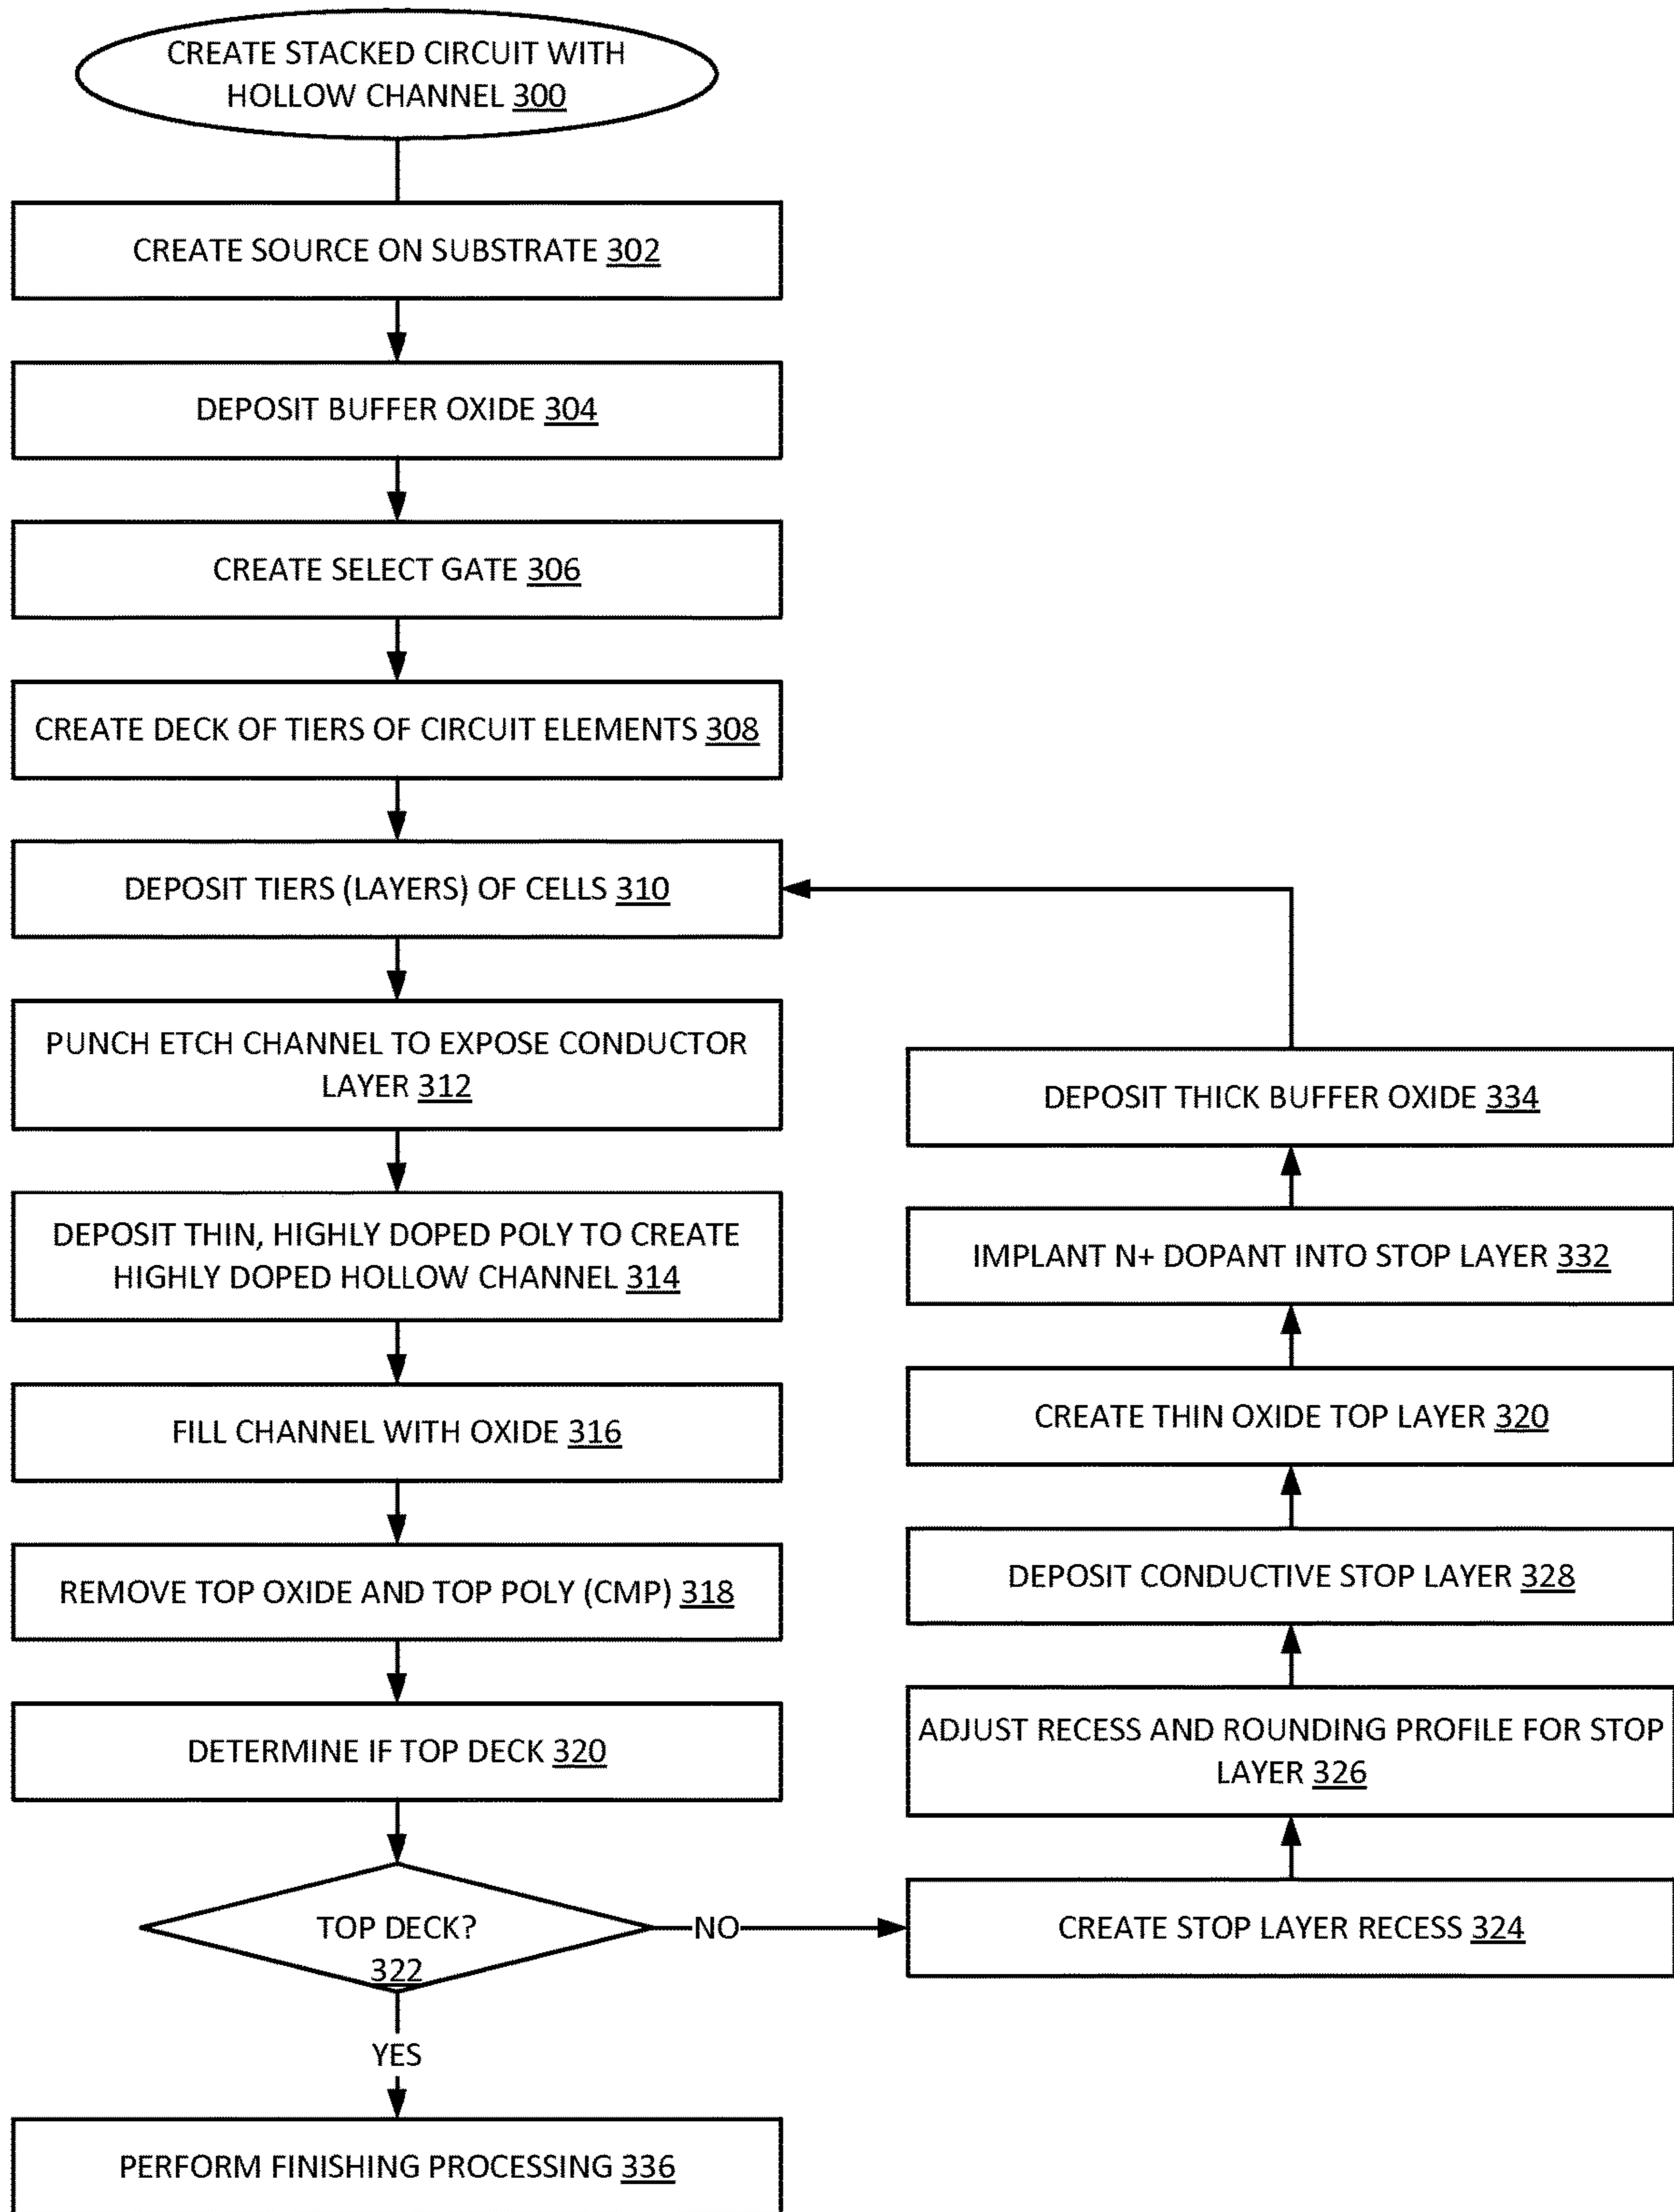 CREATE STACKED CIRCUIT WITH
HOLLOW CHANNEL 300
CREATE SOURCE ON SUBSTRATE 302
DEPOSIT BUFFER OXIDE 304
CREATE SELECT GATE 306
CREATE DECK OF TIERS OF CIRCUIT ELEMENTS 308
DEPOSIT TIERS (LAYERS) OF CELLS 310
PUNCH ETCH CHANNEL TO EXPOSE CONDUCTOR
LAYER 312
DEPOSIT THIN, HIGHLY DOPED POLY TO CREATE
HIGHLY DOPED HOLLOW CHANNEL 314
FILL CHANNEL WITH OXIDE 316
REMOVE TOP OXIDE AND TOP POLY (CMP) 318
DETERMINE IF TOP DECK 320
TOP DECK?
322
NO
YES
PERFORM FINISHING PROCESSING 336
CREATE STOP LAYER RECESS 324
ADJUST RECESS AND ROUNDING PROFILE FOR STOP
LAYER 326
DEPOSIT CONDUCTIVE STOP LAYER 328
CREATE THIN OXIDE TOP LAYER 320
IMPLANT N+ DOPANT INTO STOP LAYER 332
DEPOSIT THICK BUFFER OXIDE 334